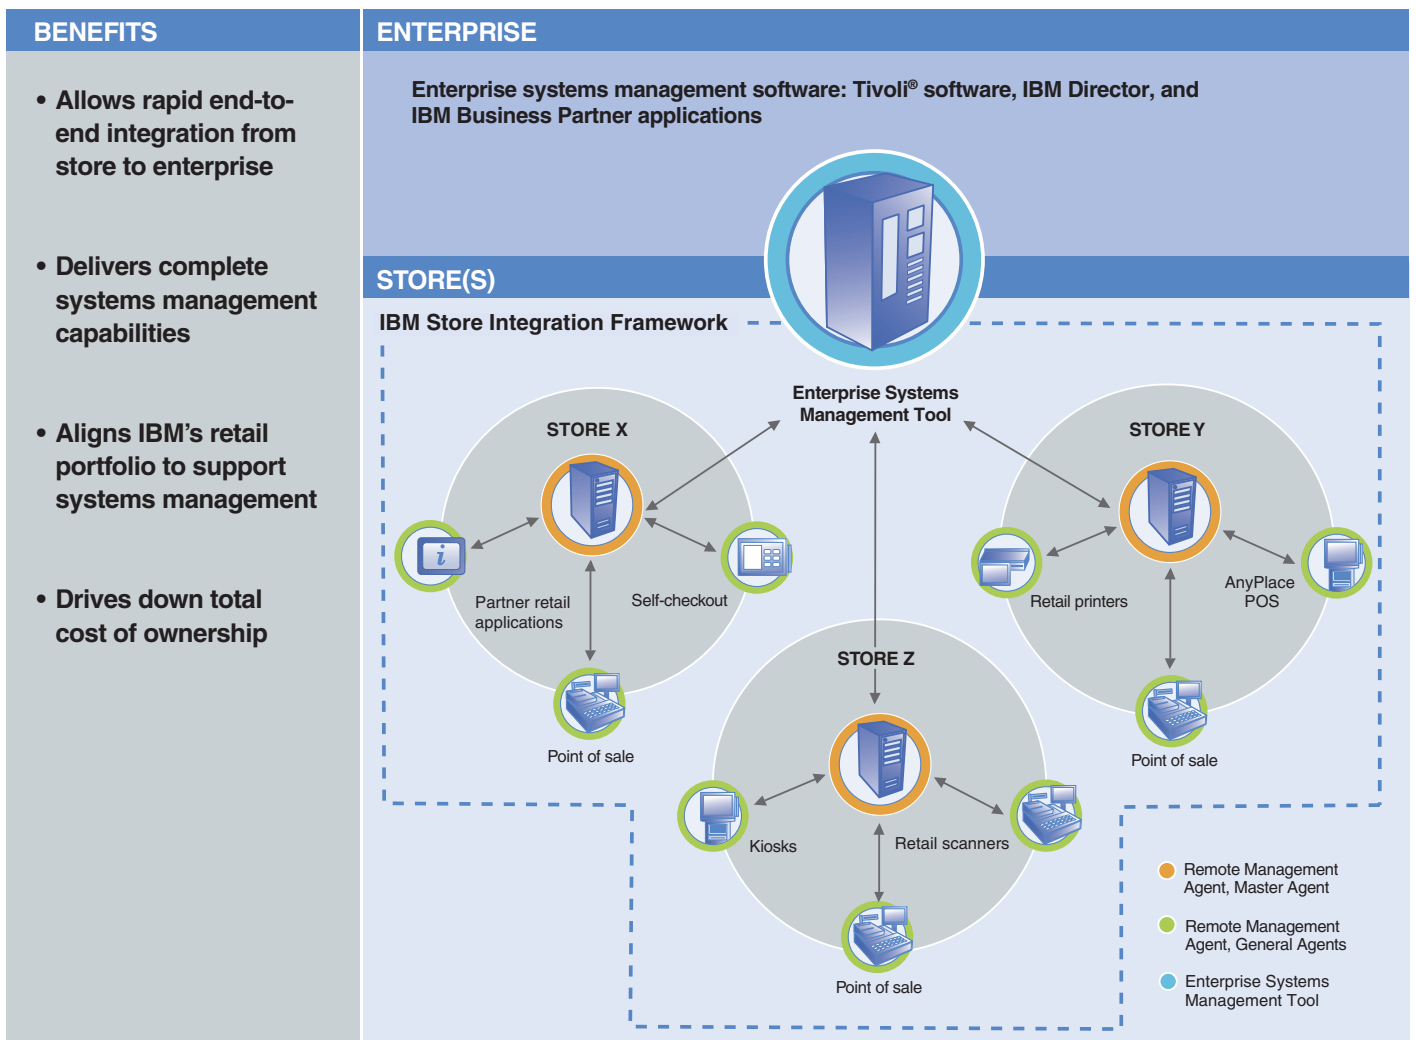 BENEFITS
• Allows rapid end-to-
end integration from
store to enterprise
• Delivers complete
systems management
capabilities
• Aligns IBM’s retail
portfolio to support
systems management
• Drives down total
cost of ownership
ENTERPRISE
Enterprise systems management software: Tivoli® software, IBM Director, and
IBM Business Partner applications
STORE(S)
IBM Store Integration Framework
Enterprise Systems
Management Tool
STORE X
i
Partner retail
applications
Self-checkout
Point of sale
STORE Y
Retail printers
AnyPlace
POS
Point of sale
STORE Z
Kiosks
Retail scanners
Point of sale
Remote Management
Agent, Master Agent
Remote Management
Agent, General Agents
Enterprise Systems
Management Tool